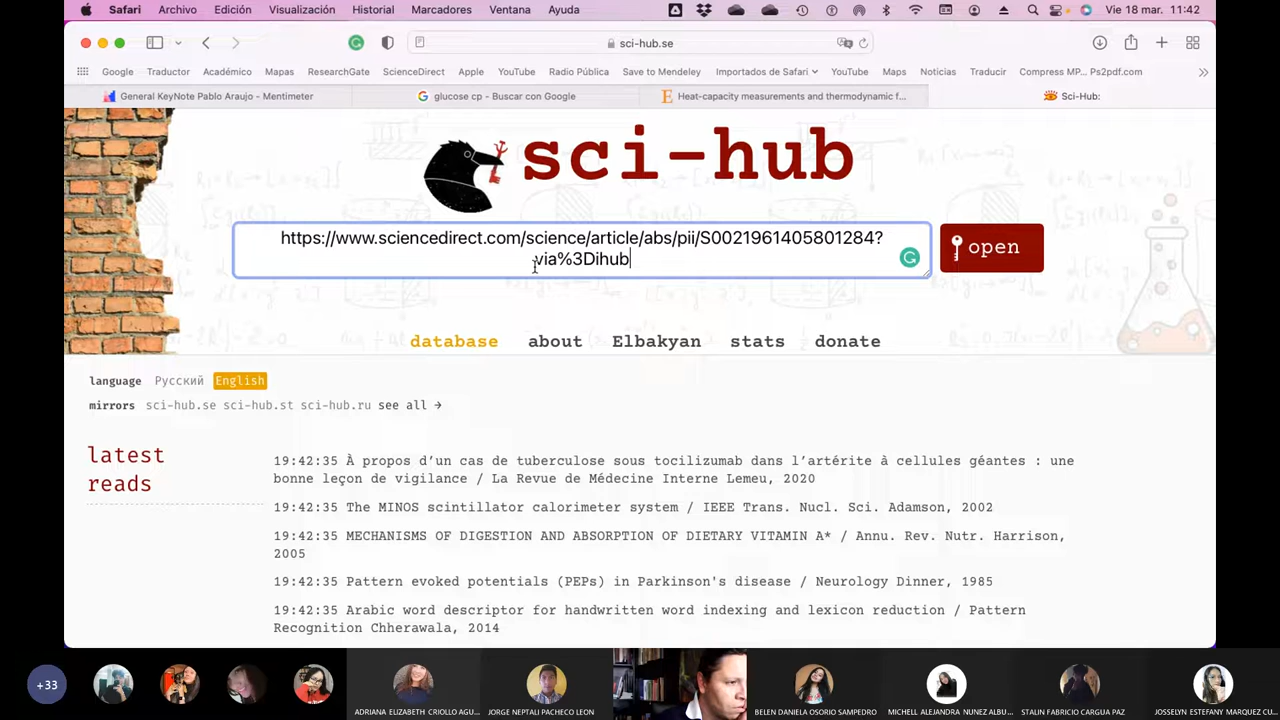 Safari Archivo Edición Visualización Historial Marcadores Ventana Ayuda Vie 18 mar. 11:42
sci-hub.se
Google Traductor Académico Mapas ResearchGate ScienceDirect Apple YouTube Radio Pública Save to Mendeley Importados de Safari YouTube Maps Noticias Traducir Compress MP... Ps2pdf.com
General KeyNote Pablo Araujo - Mentimeter glucose cp - Buscar con Google Heat-capacity measurements and thermodynamic f... Sci-Hub:
sci-hub
https://www.sciencedirect.com/science/article/abs/pii/S0021961405801284?
via%3Dihub
open
database about Elbakyan stats donate
language Русский English
mirrors sci-hub.se sci-hub.st sci-hub.ru see all →
latest
reads
19:42:35 À propos d’un cas de tuberculose sous tocilizumab dans l’artérite à cellules géantes : une
bonne leçon de vigilance / La Revue de Médecine Interne Lemeu, 2020
19:42:35 The MINOS scintillator calorimeter system / IEEE Trans. Nucl. Sci. Adamson, 2002
19:42:35 MECHANISMS OF DIGESTION AND ABSORPTION OF DIETARY VITAMIN A* / Annu. Rev. Nutr. Harrison,
2005
19:42:35 Pattern evoked potentials (PEPs) in Parkinson's disease / Neurology Dinner, 1985
19:42:35 Arabic word descriptor for handwritten word indexing and lexicon reduction / Pattern
Recognition Chherawala, 2014
+33
ADRIANA ELIZABETH CRIOLLO AGU... JORGE NEPTALI PACHECO LEON BELEN DANIELA OSORIO SAMPEDRO MICHELL ALEJANDRA NUNEZ ALBU... STALIN FABRICIO CARGUA PAZ JOSSELYN ESTEFANY MARQUEZ CU...